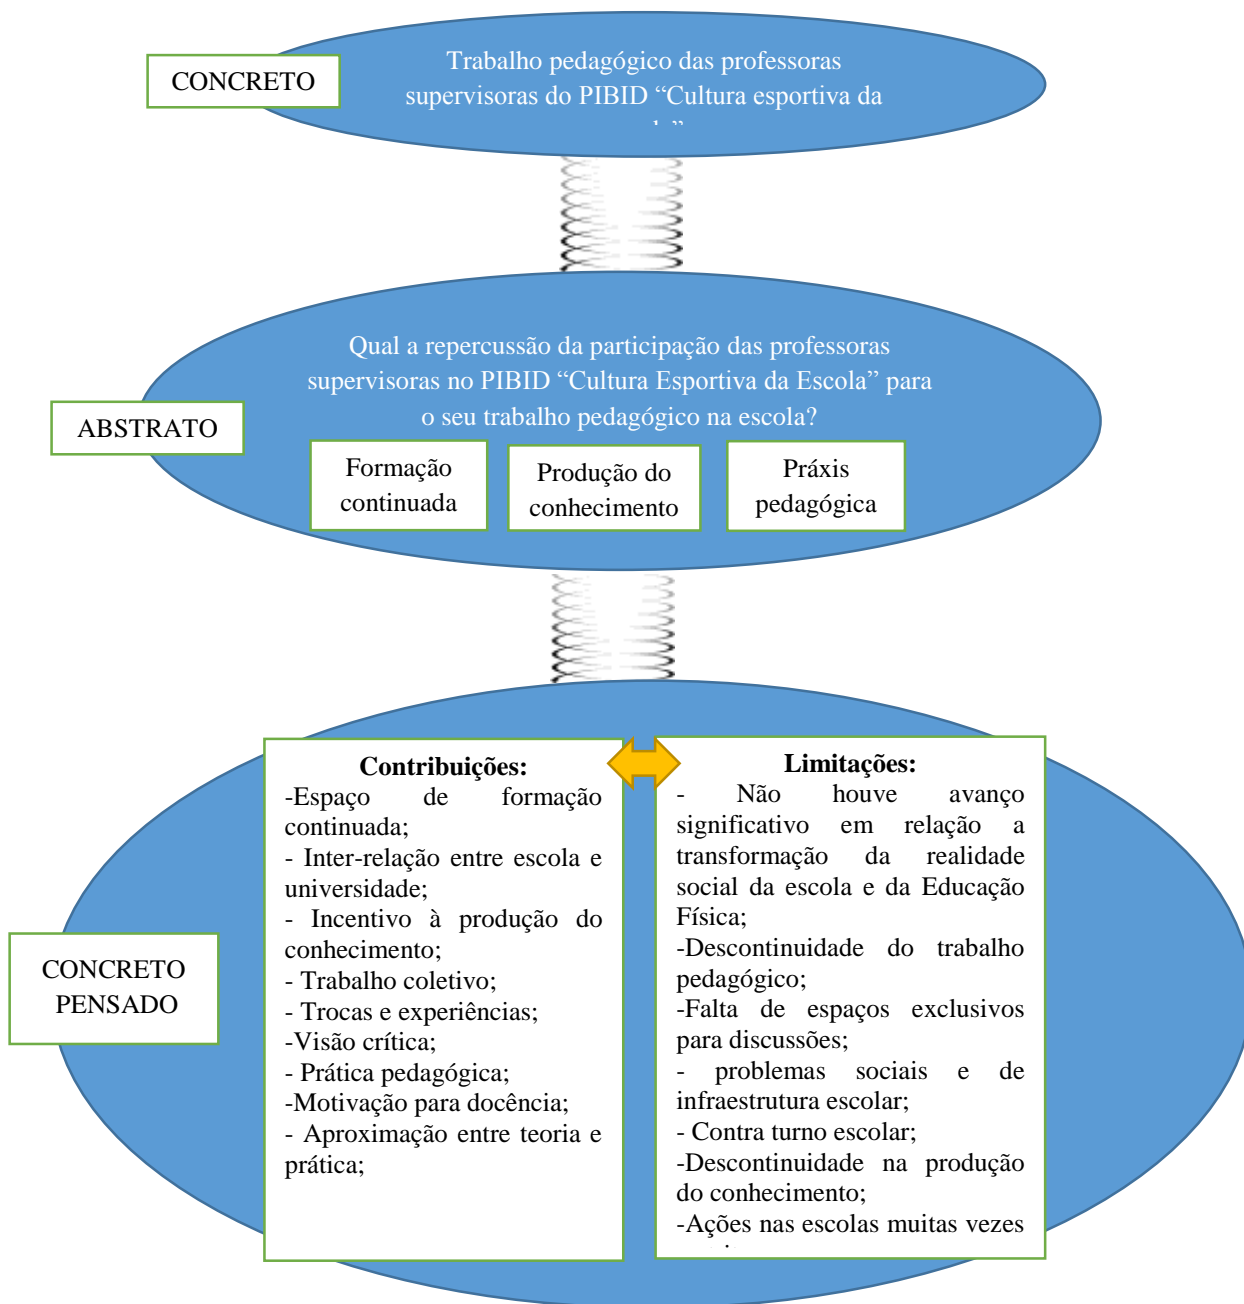 CONCRETO
Trabalho pedagógico das professoras
supervisoras do PIBID “Cultura esportiva da
ABSTRATO
Qual a repercussão da participação das professoras
supervisoras no PIBID “Cultura Esportiva da Escola” para
o seu trabalho pedagógico na escola?
Formação
continuada
Produção do
conhecimento
Práxis
pedagógica
CONCRETO
PENSADO
Contribuições:
-Espaço de formação
continuada;
- Inter-relação entre escola e
universidade;
- Incentivo à produção do
conhecimento;
- Trabalho coletivo;
- Trocas e experiências;
-Visão crítica;
- Prática pedagógica;
-Motivação para docência;
- Aproximação entre teoria e
prática;
Limitações:
- Não houve avanço
significativo em relação a
transformação da realidade
social da escola e da Educação
Física;
-Descontinuidade do trabalho
pedagógico;
-Falta de espaços exclusivos
para discussões;
- problemas sociais e de
infraestrutura escolar;
- Contra turno escolar;
-Descontinuidade na produção
do conhecimento;
-Ações nas escolas muitas vezes